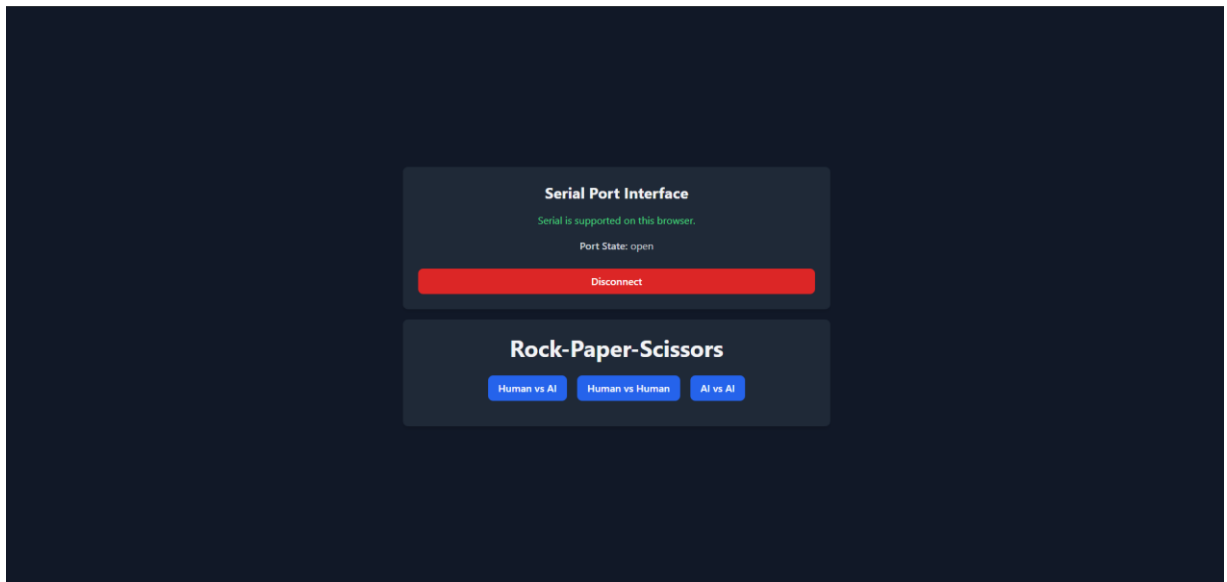 Serial Port Interface
Serial is supported on this browser.
Port State: open
Disconnect
Rock-Paper-Scissors
Human vs AI Human vs Human AI vs AI